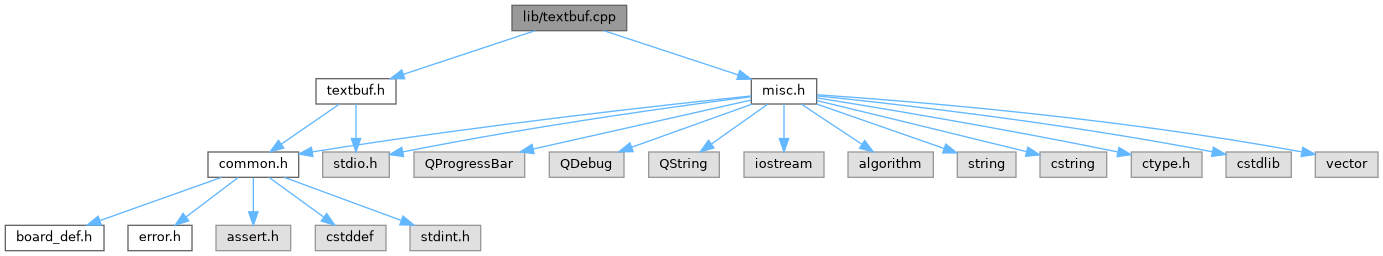 lib/textbuf.cpp
textbuf.h
misc.h
common.h
stdio.h
QProgressBar
QDebug
QString
iostream
algorithm
string
cstring
ctype.h
cstdlib
vector
board_def.h
error.h
assert.h
cstddef
stdint.h